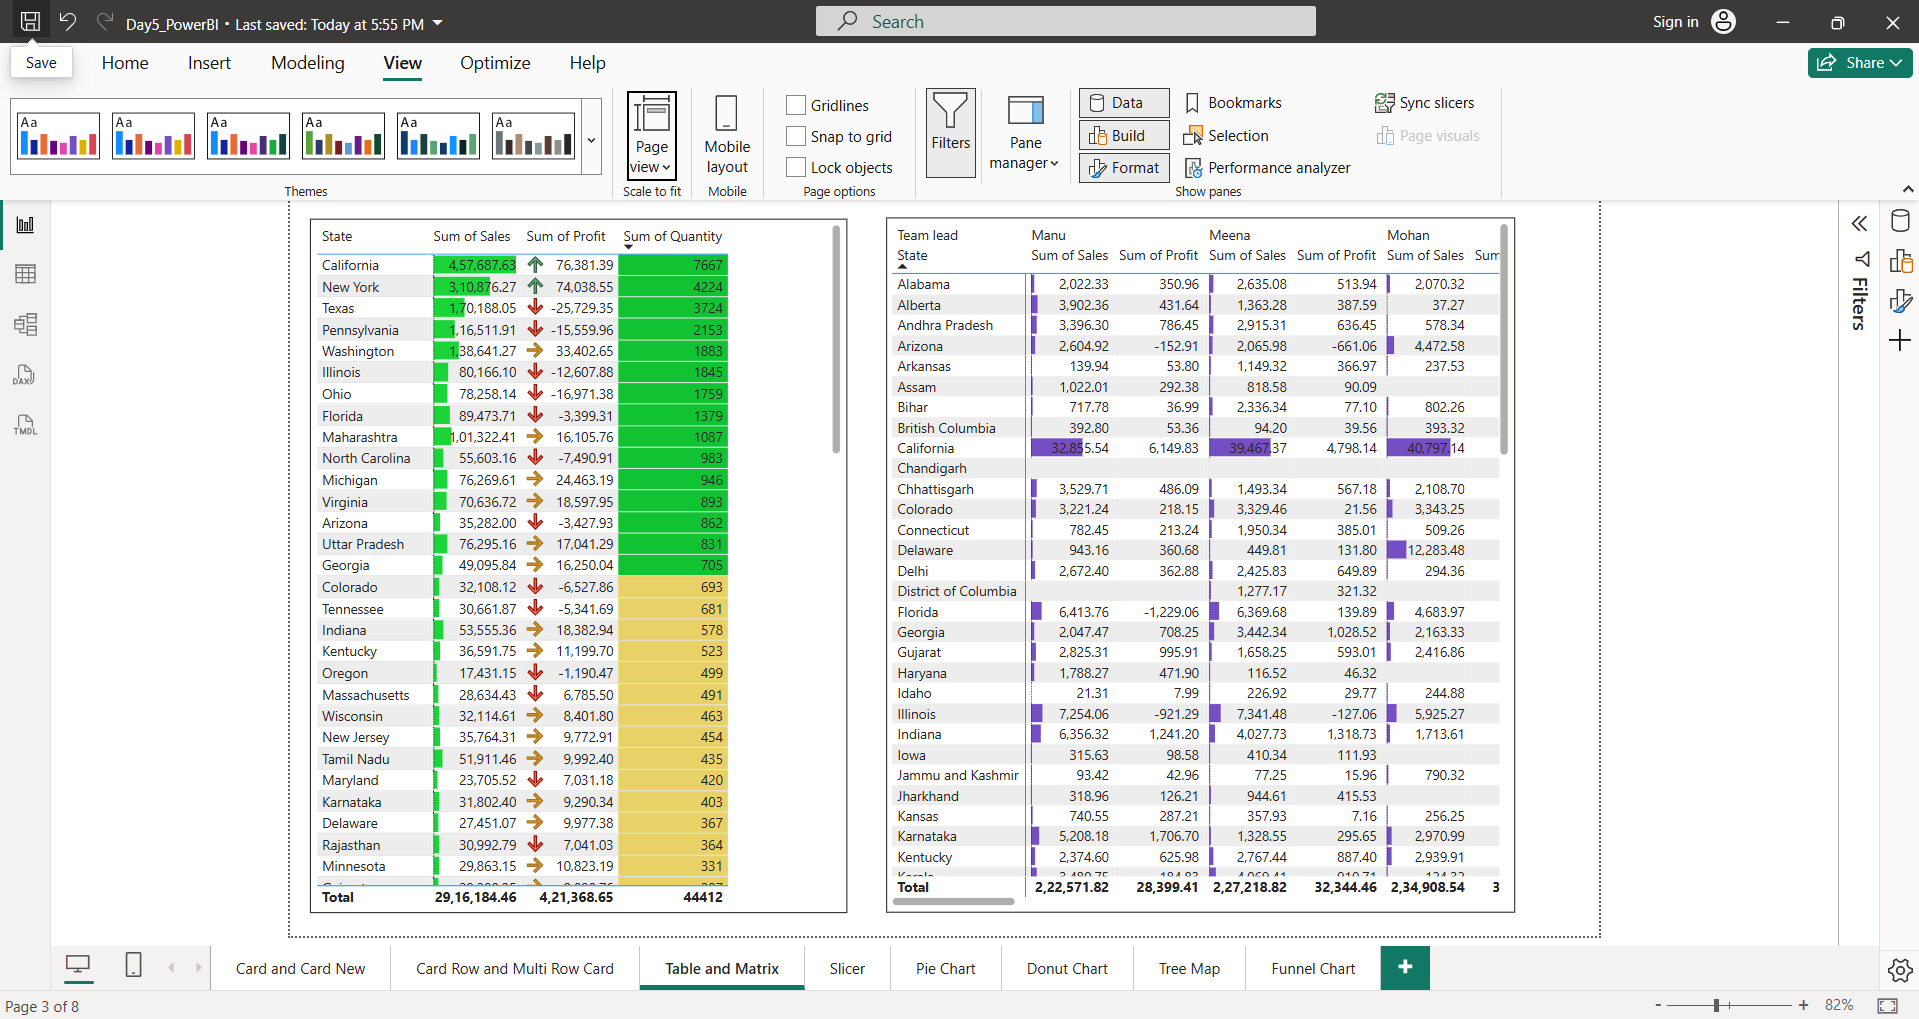 Day5_PowerBI • Last saved: Today at 5:55 PM
Search
Sign in
Save
Home Insert Modeling View Optimize Help
Share
Aa Aa Aa Aa Aa Aa
Themes
Page view
Scale to fit
Mobile layout
Mobile
Gridlines
Snap to grid
Lock objects
Page options
Filters
Pane manager
Data
Build
Format
Bookmarks
Selection
Performance analyzer
Sync slicers
Page visuals
Show panes
DAX
TMDL
State Sum of Sales Sum of Profit Sum of Quantity
California 4,57,687.63 76,381.39 7667
New York 3,10,876.27 74,038.55 4224
Texas 1,70,188.05 -25,729.35 3724
Pennsylvania 1,16,511.91 -15,559.96 2153
Washington 1,38,641.27 33,402.65 1883
Illinois 80,166.10 -12,607.88 1845
Ohio 78,258.14 -16,971.38 1759
Florida 89,473.71 -3,399.31 1379
Maharashtra 1,01,322.41 16,105.76 1087
North Carolina 55,603.16 -7,490.91 983
Michigan 76,269.61 24,463.19 946
Virginia 70,636.72 18,597.95 893
Arizona 35,282.00 -3,427.93 862
Uttar Pradesh 76,295.16 17,041.29 831
Georgia 49,095.84 16,250.04 705
Colorado 32,108.12 -6,527.86 693
Tennessee 30,661.87 -5,341.69 681
Indiana 53,555.36 18,382.94 578
Kentucky 36,591.75 11,199.70 523
Oregon 17,431.15 -1,190.47 499
Massachusetts 28,634.43 6,785.50 491
Wisconsin 32,114.61 8,401.80 463
New Jersey 35,764.31 9,772.91 454
Tamil Nadu 51,911.46 9,992.40 435
Maryland 23,705.52 7,031.18 420
Karnataka 31,802.40 9,290.34 403
Delaware 27,451.07 9,977.38 367
Rajasthan 30,992.79 7,041.03 364
Minnesota 29,863.15 10,823.19 331
Total 29,16,184.46 4,21,368.65 44412
Team lead Manu Meena Mohan
State Sum of Sales Sum of Profit Sum of Sales Sum of Profit Sum of Sales Sum
Alabama 2,022.33 350.96 2,635.08 513.94 2,070.32
Alberta 3,902.36 431.64 1,363.28 387.59 37.27
Andhra Pradesh 3,396.30 786.45 2,915.31 636.45 578.34
Arizona 2,604.92 -152.91 2,065.98 -661.06 4,472.58
Arkansas 139.94 53.80 1,149.32 366.97 237.53
Assam 1,022.01 292.38 818.58 90.09
Bihar 717.78 36.99 2,336.34 77.10 802.26
British Columbia 392.80 53.36 94.20 39.56 393.32
California 32,855.54 6,149.83 39,467.37 4,798.14 40,797.14
Chandigarh
Chhattisgarh 3,529.71 486.09 1,493.34 567.18 2,108.70
Colorado 3,221.24 218.15 3,329.46 21.56 3,343.25
Connecticut 782.45 213.24 1,950.34 385.01 509.26
Delaware 943.16 360.68 449.81 131.80 12,283.48
Delhi 2,672.40 362.88 2,425.83 649.89 294.36
District of Columbia 1,277.17 321.32
Florida 6,413.76 -1,229.06 6,369.68 139.89 4,683.97
Georgia 2,047.47 708.25 3,442.34 1,028.52 2,163.33
Gujarat 2,825.31 995.91 1,658.25 593.01 2,416.86
Haryana 1,788.27 471.90 116.52 46.32
Idaho 21.31 7.99 226.92 29.77 244.88
Illinois 7,254.06 -921.29 7,341.48 -127.06 5,925.27
Indiana 6,356.32 1,241.20 4,027.73 1,318.73 1,713.61
Iowa 315.63 98.58 410.34 111.93
Jammu and Kashmir 93.42 42.96 77.25 15.96 790.32
Jharkhand 318.96 126.21 944.61 415.53
Kansas 740.55 287.21 357.93 7.16 256.25
Karnataka 5,208.18 1,706.70 1,328.55 295.65 2,970.99
Kentucky 2,374.60 625.98 2,767.44 887.40 2,939.91
Total 2,22,571.82 28,399.41 2,27,218.82 32,344.46 2,34,908.54 3
Filters
Card and Card New Card Row and Multi Row Card Table and Matrix Slicer Pie Chart Donut Chart Tree Map Funnel Chart +
Page 3 of 8
- + 82%